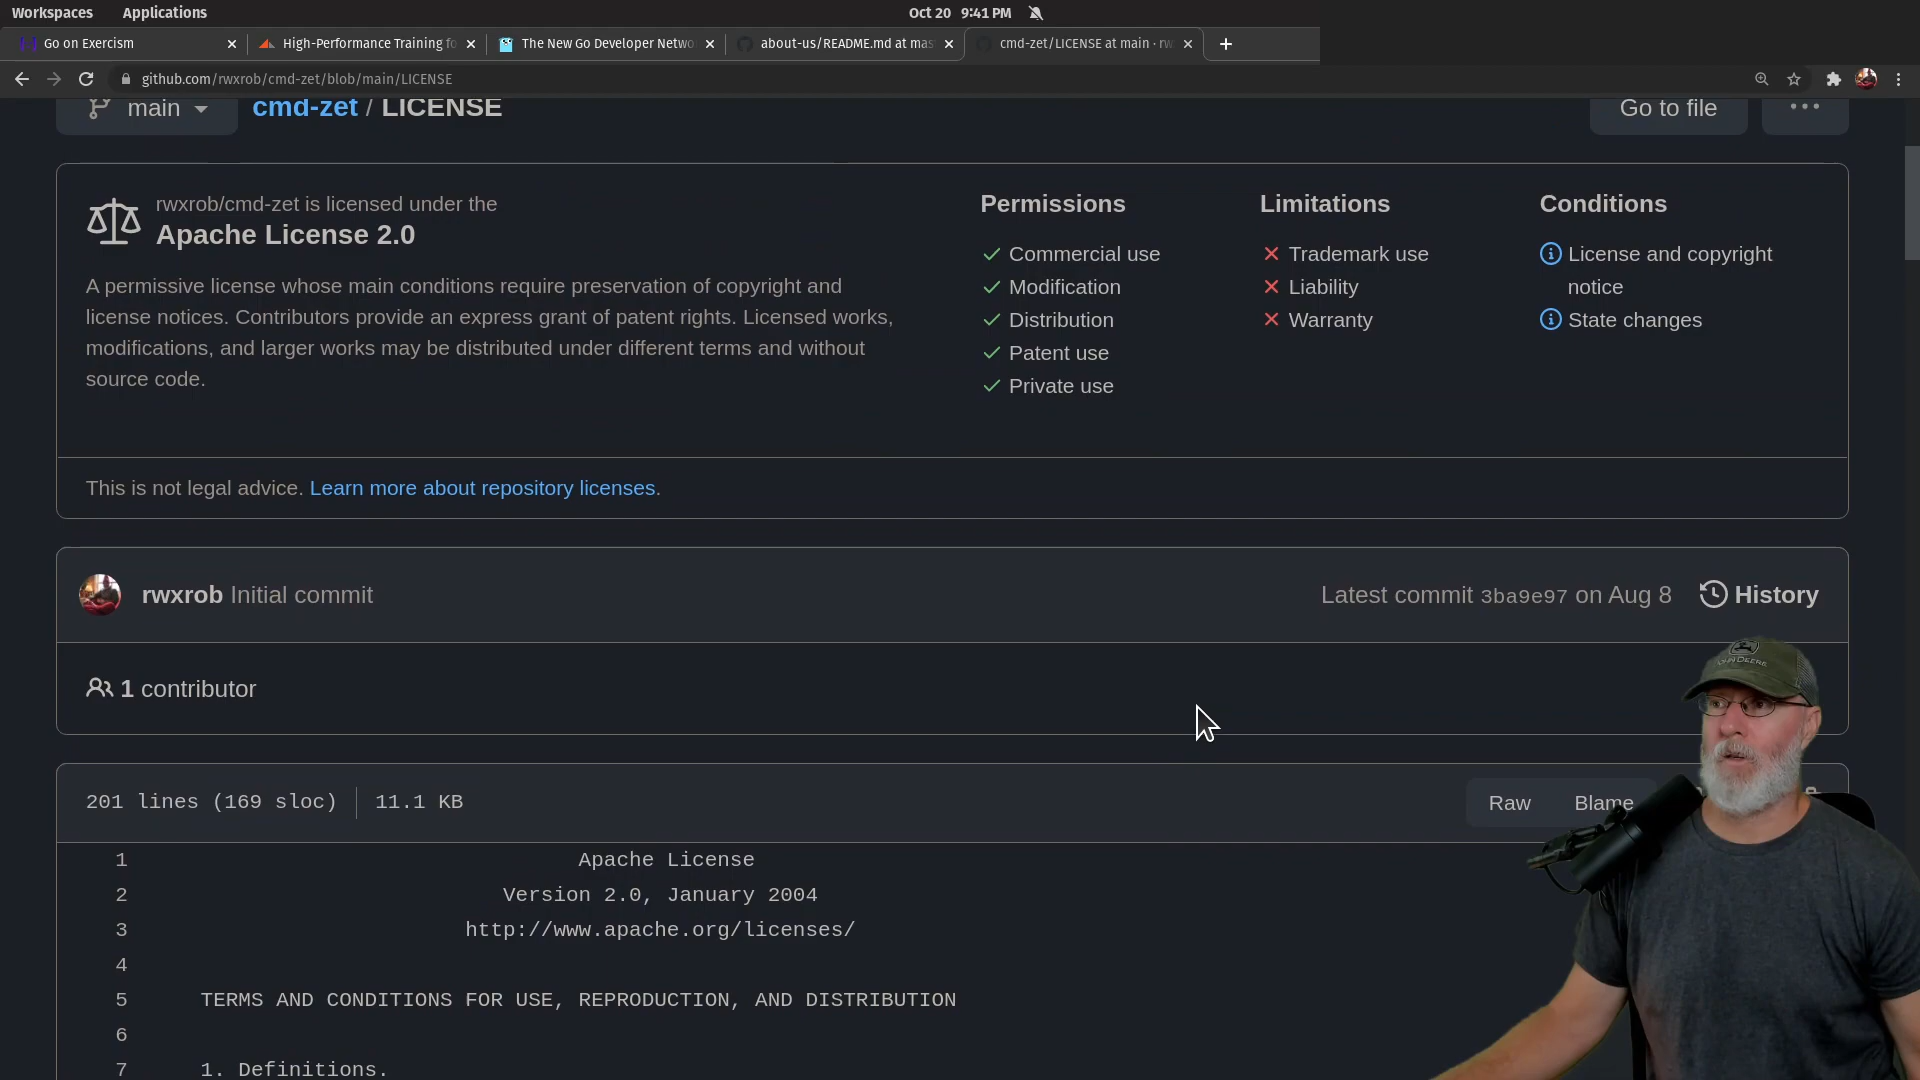 Workspaces Applications Oct 20 9:41 PM
Go on Exercism High-Performance Training fo The New Go Developer Netwo about-us/README.md at mas cmd-zet/LICENSE at main · rw
github.com/rwxrob/cmd-zet/blob/main/LICENSE
main cmd-zet / LICENSE Go to file ...
rwxrob/cmd-zet is licensed under the
Apache License 2.0
A permissive license whose main conditions require preservation of copyright and
license notices. Contributors provide an express grant of patent rights. Licensed works,
modifications, and larger works may be distributed under different terms and without
source code.
Permissions
Commercial use
Modification
Distribution
Patent use
Private use
Limitations
Trademark use
Liability
Warranty
Conditions
License and copyright
notice
State changes
This is not legal advice. Learn more about repository licenses.
rwxrob Initial commit Latest commit 3ba9e97 on Aug 8 History
1 contributor
201 lines (169 sloc) 11.1 KB Raw Blame
1 Apache License
2 Version 2.0, January 2004
3 http://www.apache.org/licenses/
4
5 TERMS AND CONDITIONS FOR USE, REPRODUCTION, AND DISTRIBUTION
6
7 1. Definitions.